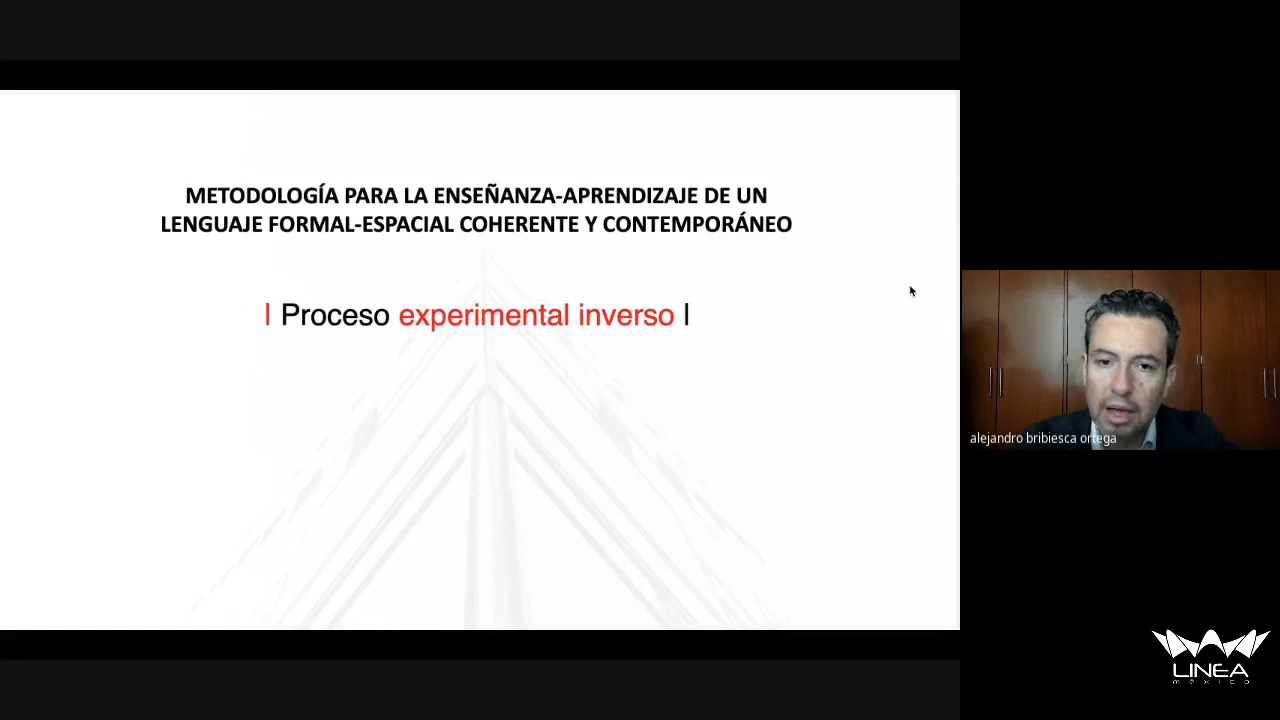 METODOLOGÍA PARA LA ENSEÑANZA-APRENDIZAJE DE UN
LENGUAJE FORMAL-ESPACIAL COHERENTE Y CONTEMPORÁNEO
| Proceso experimental inverso |
alejandro bribiesca ortega
LINEA
méxico